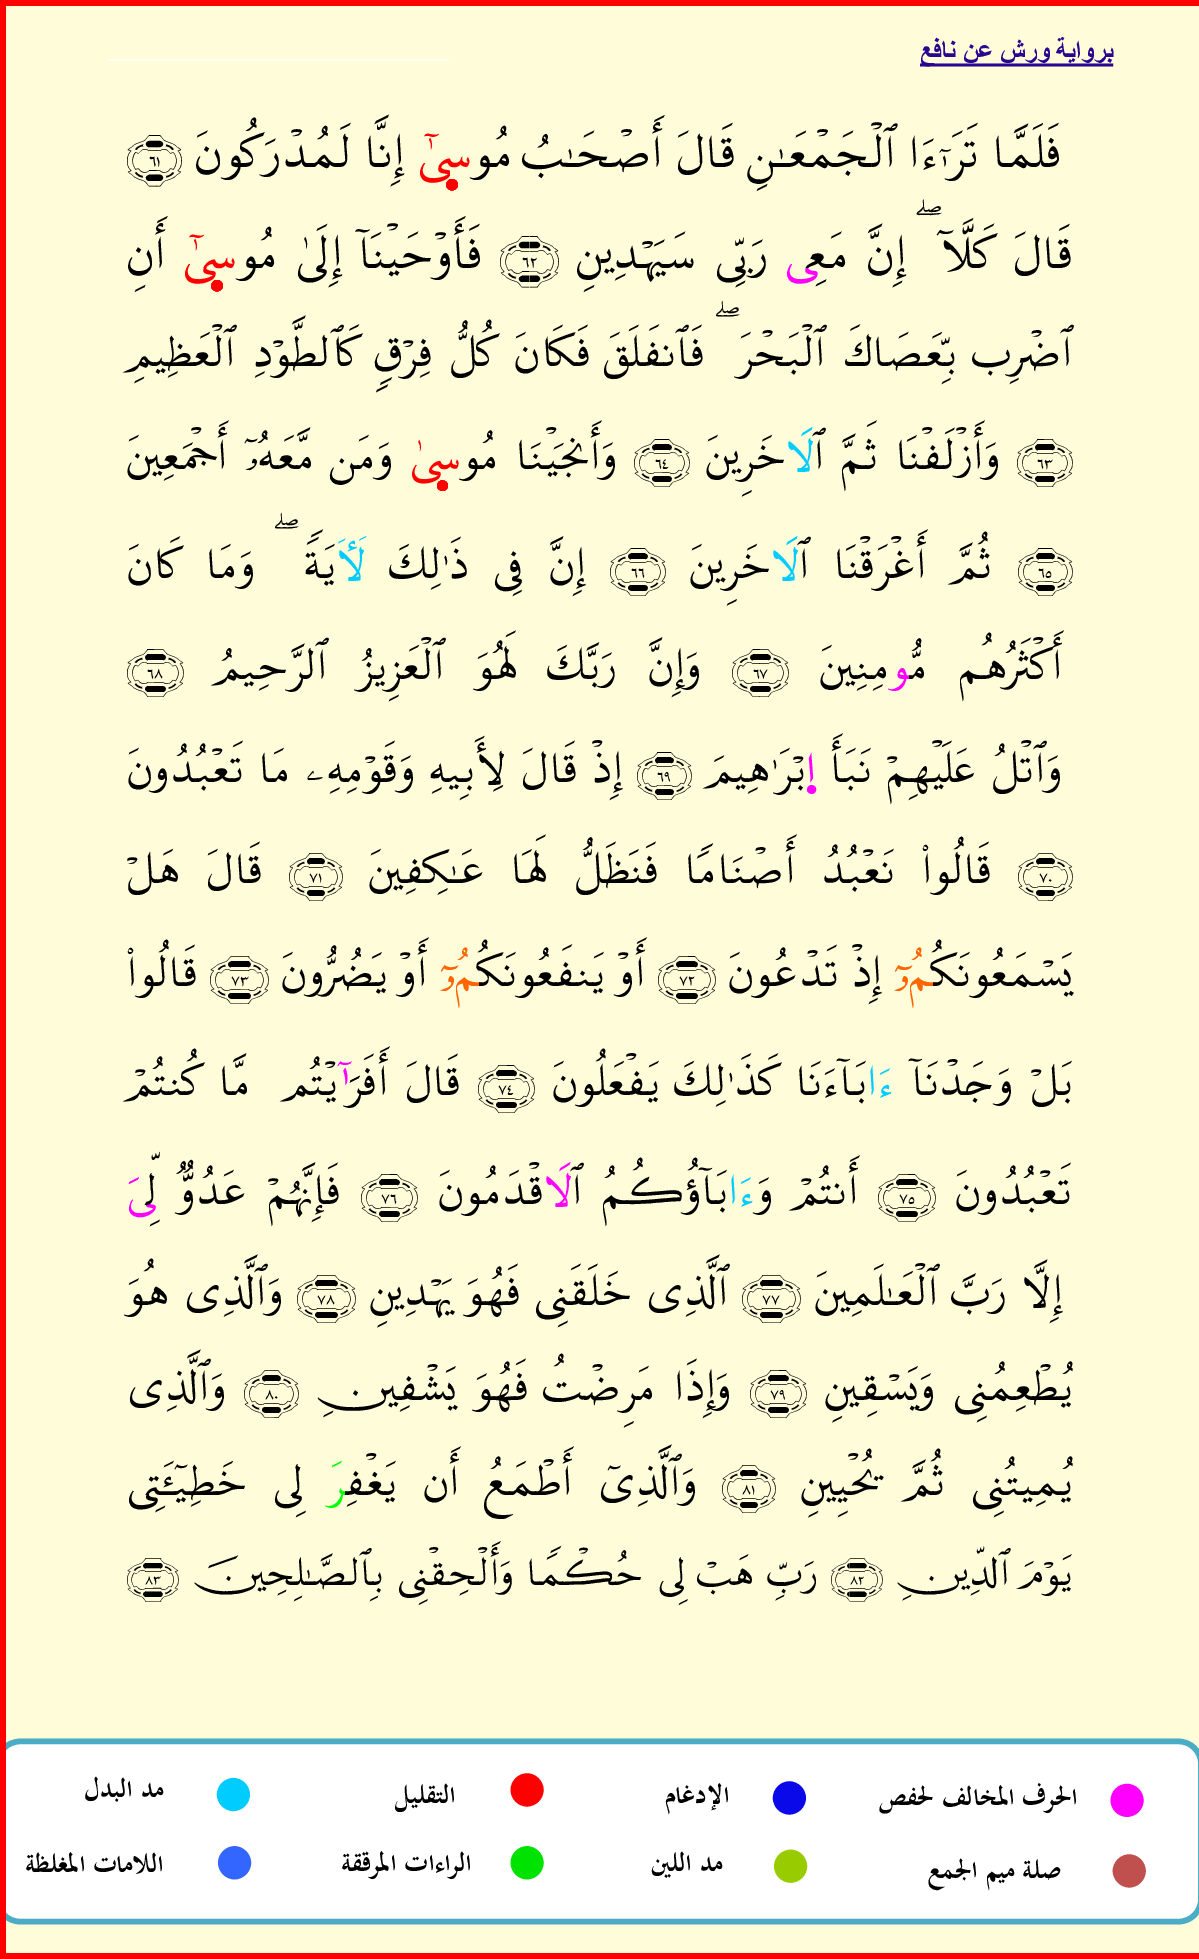 برواية ورش عن نافع
فَلَمَّا تَرَٰٓءَا ٱلْجَمْعَٰنِ قَالَ أَصْحَٰبُ مُوسۭيٰٓ إِنَّا لَمُدْرَكُونَ ٦١
قَالَ كَلَّآ ۖ إِنَّ مَعِى رَبِّى سَيَهْدِينِ ٦٢ فَأَوْحَيْنَآ إِلَىٰ مُوسۭيٰٓ أَنِ
ٱضْرِب بِّعَصَاكَ ٱلْبَحْرَ ۖ فَٱنفَلَقَ فَكَانَ كُلُّ فِرْقٍ كَٱلطَّوْدِ ٱلْعَظِيمِ
٦٣ وَأَزْلَفْنَا ثَمَّ ٱلَاخَرِينَ ٦٤ وَأَنجَيْنَا مُوسۭيٰ وَمَن مَّعَهُۥٓ أَجْمَعِينَ
٦٥ ثُمَّ أَغْرَقْنَا ٱلَاخَرِينَ ٦٦ إِنَّ فِى ذَٰلِكَ لَأَيَةً ۖ وَمَا كَانَ
أَكْثَرُهُم مُّومِنِينَ ٦٧ وَإِنَّ رَبَّكَ لَهُوَ ٱلْعَزِيزُ ٱلرَّحِيمُ ٦٨
وَٱتْلُ عَلَيْهِمْ نَبَأَ اِ۬بْرَٰهِيمَ ٦٩ إِذْ قَالَ لِأَبِيهِ وَقَوْمِهِۦ مَا تَعْبُدُونَ
٧٠ قَالُوا۟ نَعْبُدُ أَصْنَامًا فَنَظَلُّ لَهَا عَٰكِفِينَ ٧١ قَالَ هَلْ
يَسْمَعُونَكُمُۥٓ إِذْ تَدْعُونَ ٧٢ أَوْ يَنفَعُونَكُمُۥٓ أَوْ يَضُرُّونَ ٧٣ قَالُوا۟
بَلْ وَجَدْنَآ ءَابَآءَنَا كَذَٰلِكَ يَفْعَلُونَ ٧٤ قَالَ أَفَرَٰٓيْتُم مَّا كُنتُمْ
تَعْبُدُونَ ٧٥ أَنتُمْ وَءَابَآؤُكُمُ ٱلَاقْدَمُونَ ٧٦ فَإِنَّهُمْ عَدُوٌّ لِّىَ
إِلَّا رَبَّ ٱلْعَٰلَمِينَ ٧٧ ٱلَّذِى خَلَقَنِى فَهُوَ يَهْدِينِ ٧٨ وَٱلَّذِى هُوَ
يُطْعِمُنِى وَيَسْقِينِ ٧٩ وَإِذَا مَرِضْتُ فَهُوَ يَشْفِينِ ٨٠ وَٱلَّذِى
يُمِيتُنِى ثُمَّ يُحْيِينِ ٨١ وَٱلَّذِىٓ أَطْمَعُ أَن يَغْفِرَ لِى خَطِيٓـَٔتِى
يَوْمَ ٱلدِّينِ ٨٢ رَبِّ هَبْ لِى حُكْمًا وَأَلْحِقْنِى بِٱلصَّٰلِحِينَ ٨٣
الحرف المخالف لحفص الإدغام التقليل مد البدل
صلة ميم الجمع مد اللين الراءات المرققة اللامات المغلظة